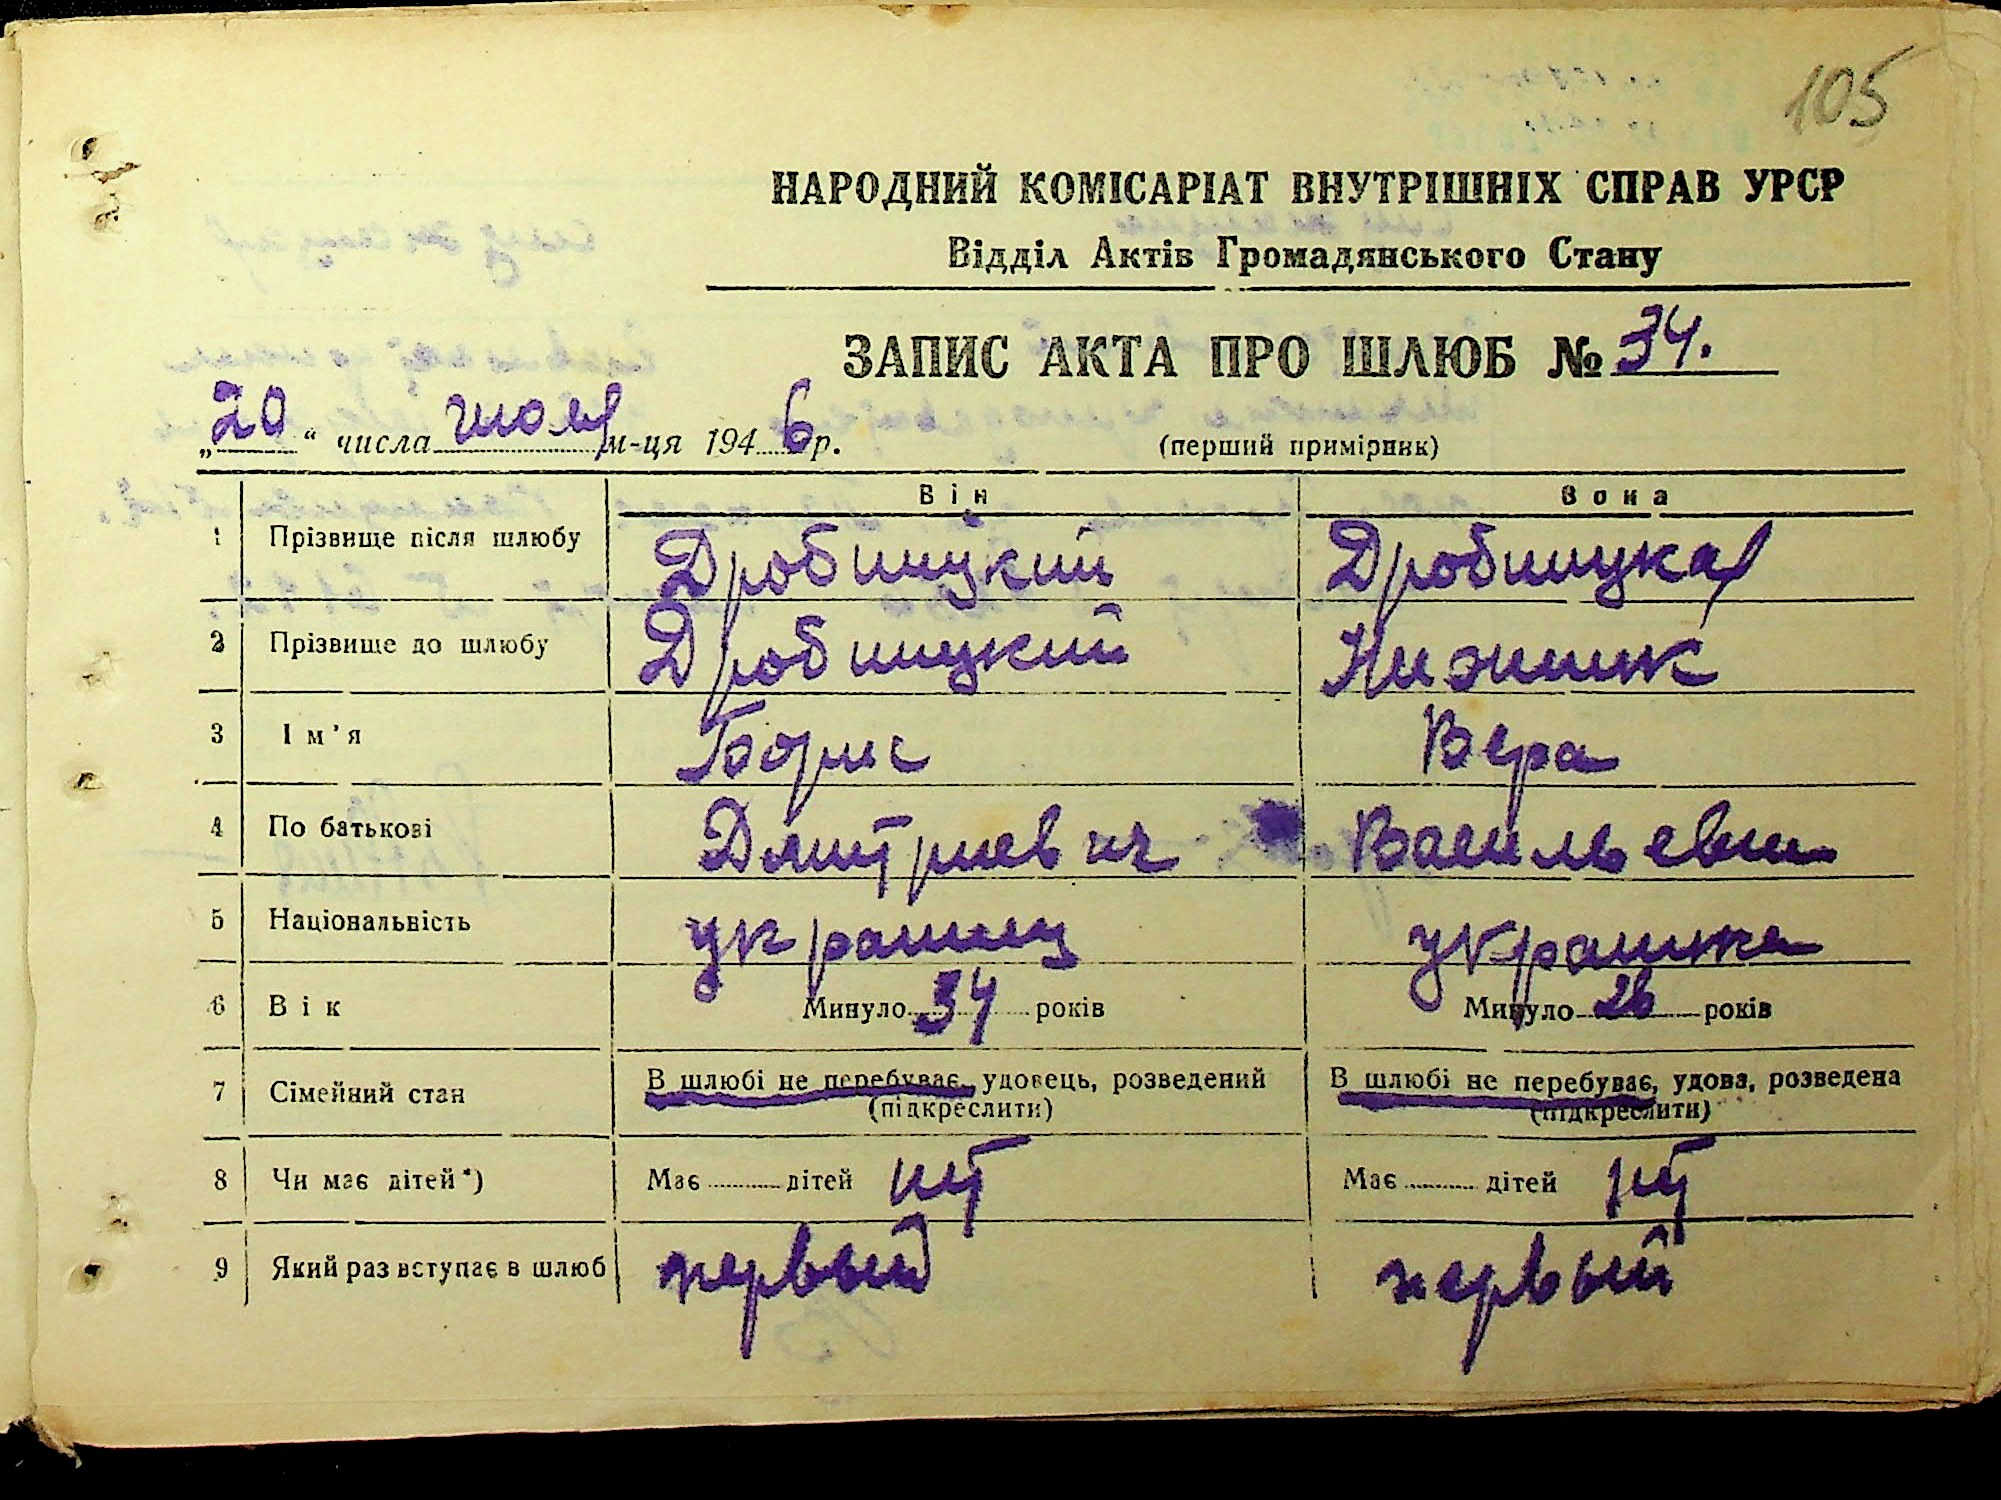 105
НАРОДНИЙ КОМІСАРІАТ ВНУТРІШНІХ СПРАВ УРСР
Відділ Актів Громадянського Стану
ЗАПИС АКТА ПРО ШЛЮБ № 34.
„20“ числа июля м-ця 1946 р. (перший примірник)
Він Вона
1 Прізвище після шлюбу Дробицкий Дробицкая
2 Прізвище до шлюбу Дробицкий Нижник
3 Ім’я Борис Вера
4 По батькові Дмитриевич Васильевна
5 Національність украинец украинка
6 Вік Минуло 34 років Минуло 26 років
7 Сімейний стан В шлюбі не перебуває, удовець, розведений В шлюбі не перебуває, удова, розведена
(підкреслити) (підкреслити)
8 Чи має дітей*) Має ........ дітей нет Має ........ дітей нет
9 Який раз вступає в шлюб первый первый